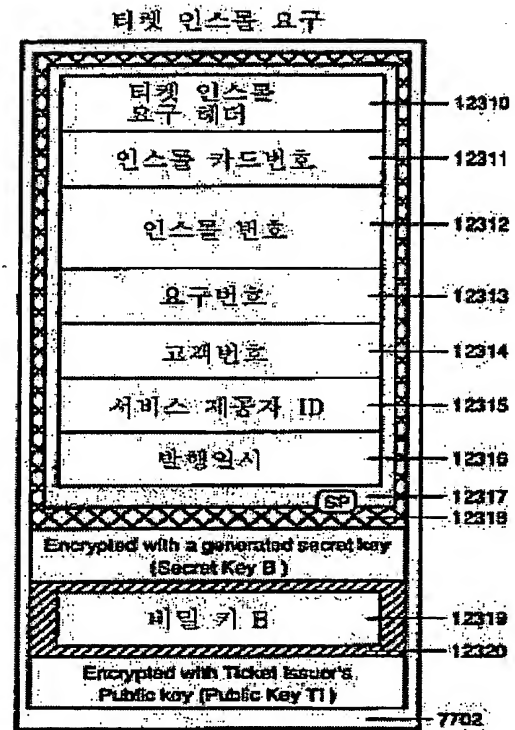 티켓 인스톨 요구
티켓 인스톨
요구 헤더
12310
인스톨 카드번호
12311
인스톨 번호
12312
요구번호
12313
고객번호
12314
서비스 제공자 ID
12315
발행일시
12316
SP
12317
12318
Encrypted with a generated secret key
(Secret Key B)
비밀 키 B
12319
12320
Encrypted with Ticket Issuer's
Public key (Public Key TI)
7702